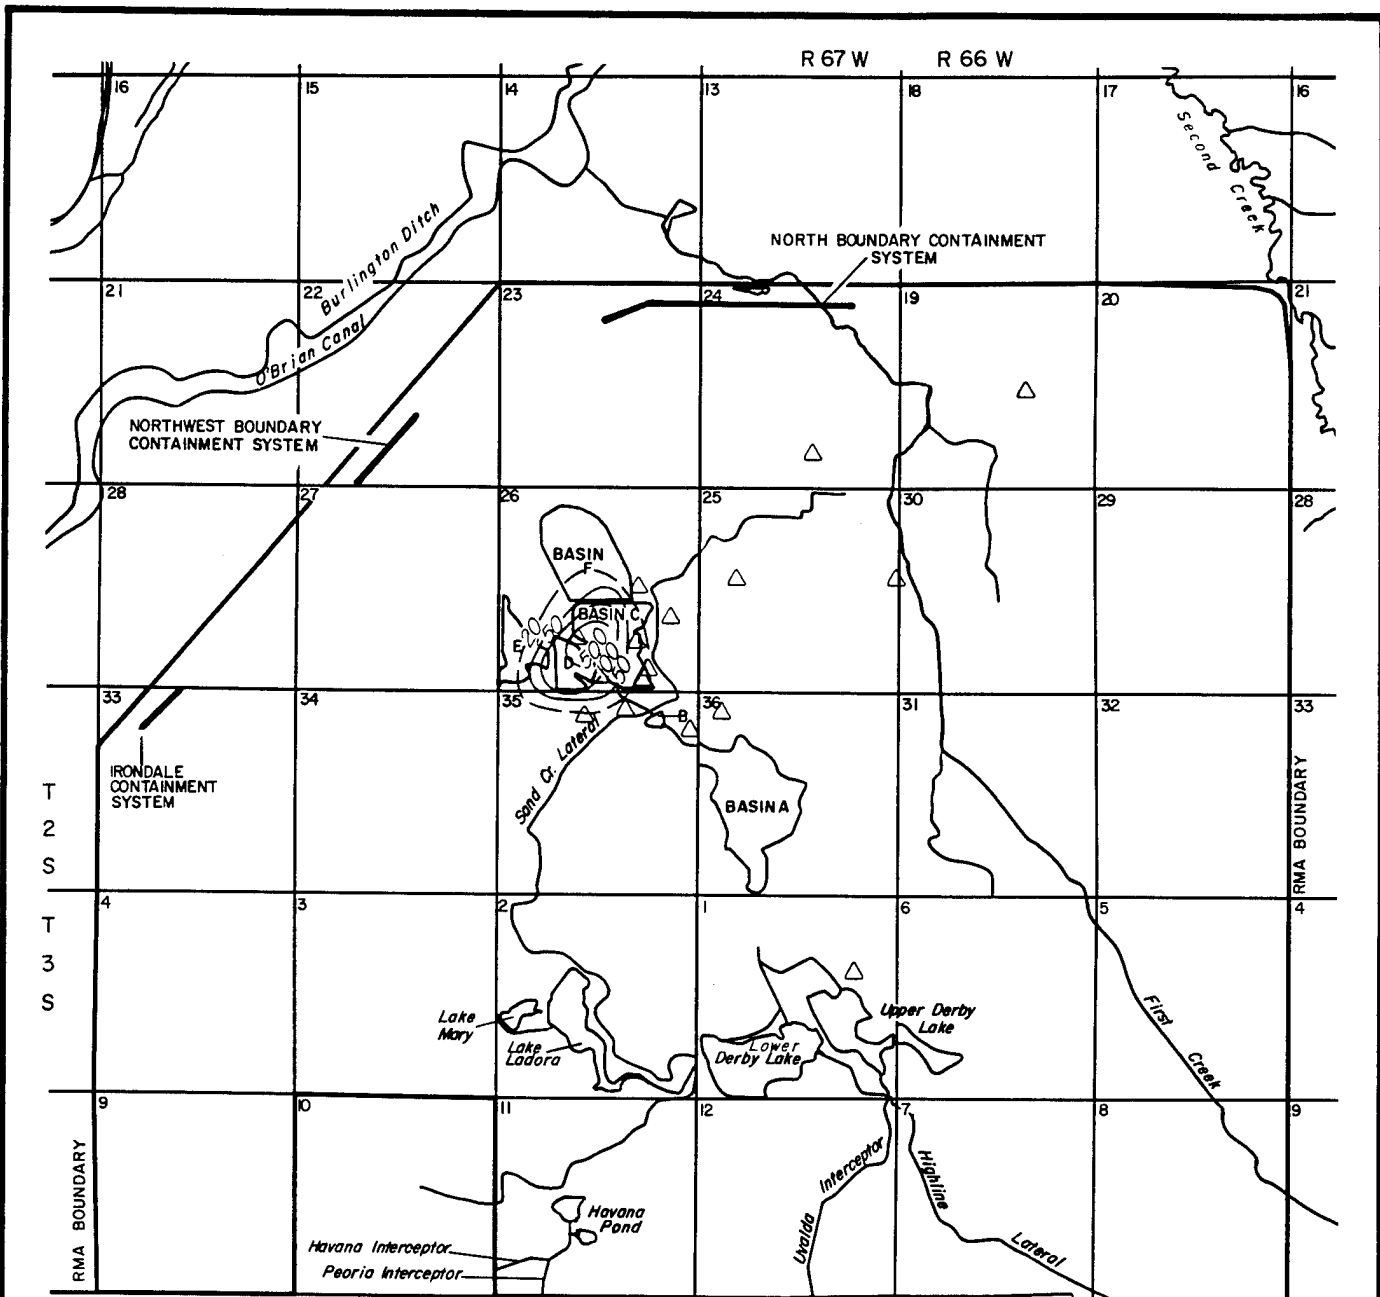 R 67 W R 66 W
16 15 14 13 18 17 16
Second Creek
Burlington Ditch
O'Brian Canal
NORTH BOUNDARY CONTAINMENT
SYSTEM
21 22 23 24 19 20 21
NORTHWEST BOUNDARY
CONTAINMENT SYSTEM
28 27 26 25 30 29 28
BASIN
F
BASIN C
E
D
33 34 35 36 31 32 33
B
Sand Cr. Lateral
IRONDALE
CONTAINMENT
SYSTEM
BASIN A
RMA BOUNDARY
T
2
S
T
3
S
4 3 2 1 6 5 4
Lake
Mary
Lake
Ladora
Lower
Derby Lake
Upper Derby
Lake
First Creek
9 10 11 12 7 8 9
RMA BOUNDARY
Havana
Pond
Havana Interceptor
Peoria Interceptor
Uvalda Interceptor
Highline Lateral